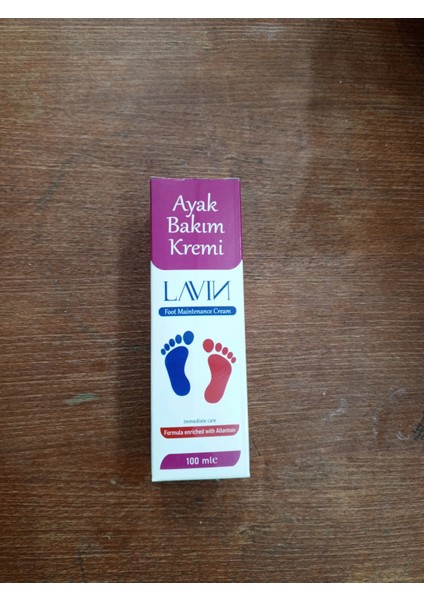 Ayak
Bakım
Kremi
LAVIN
Foot Maintenance Cream
immediate care
Formula enriched with Allantoin
100 ml℮